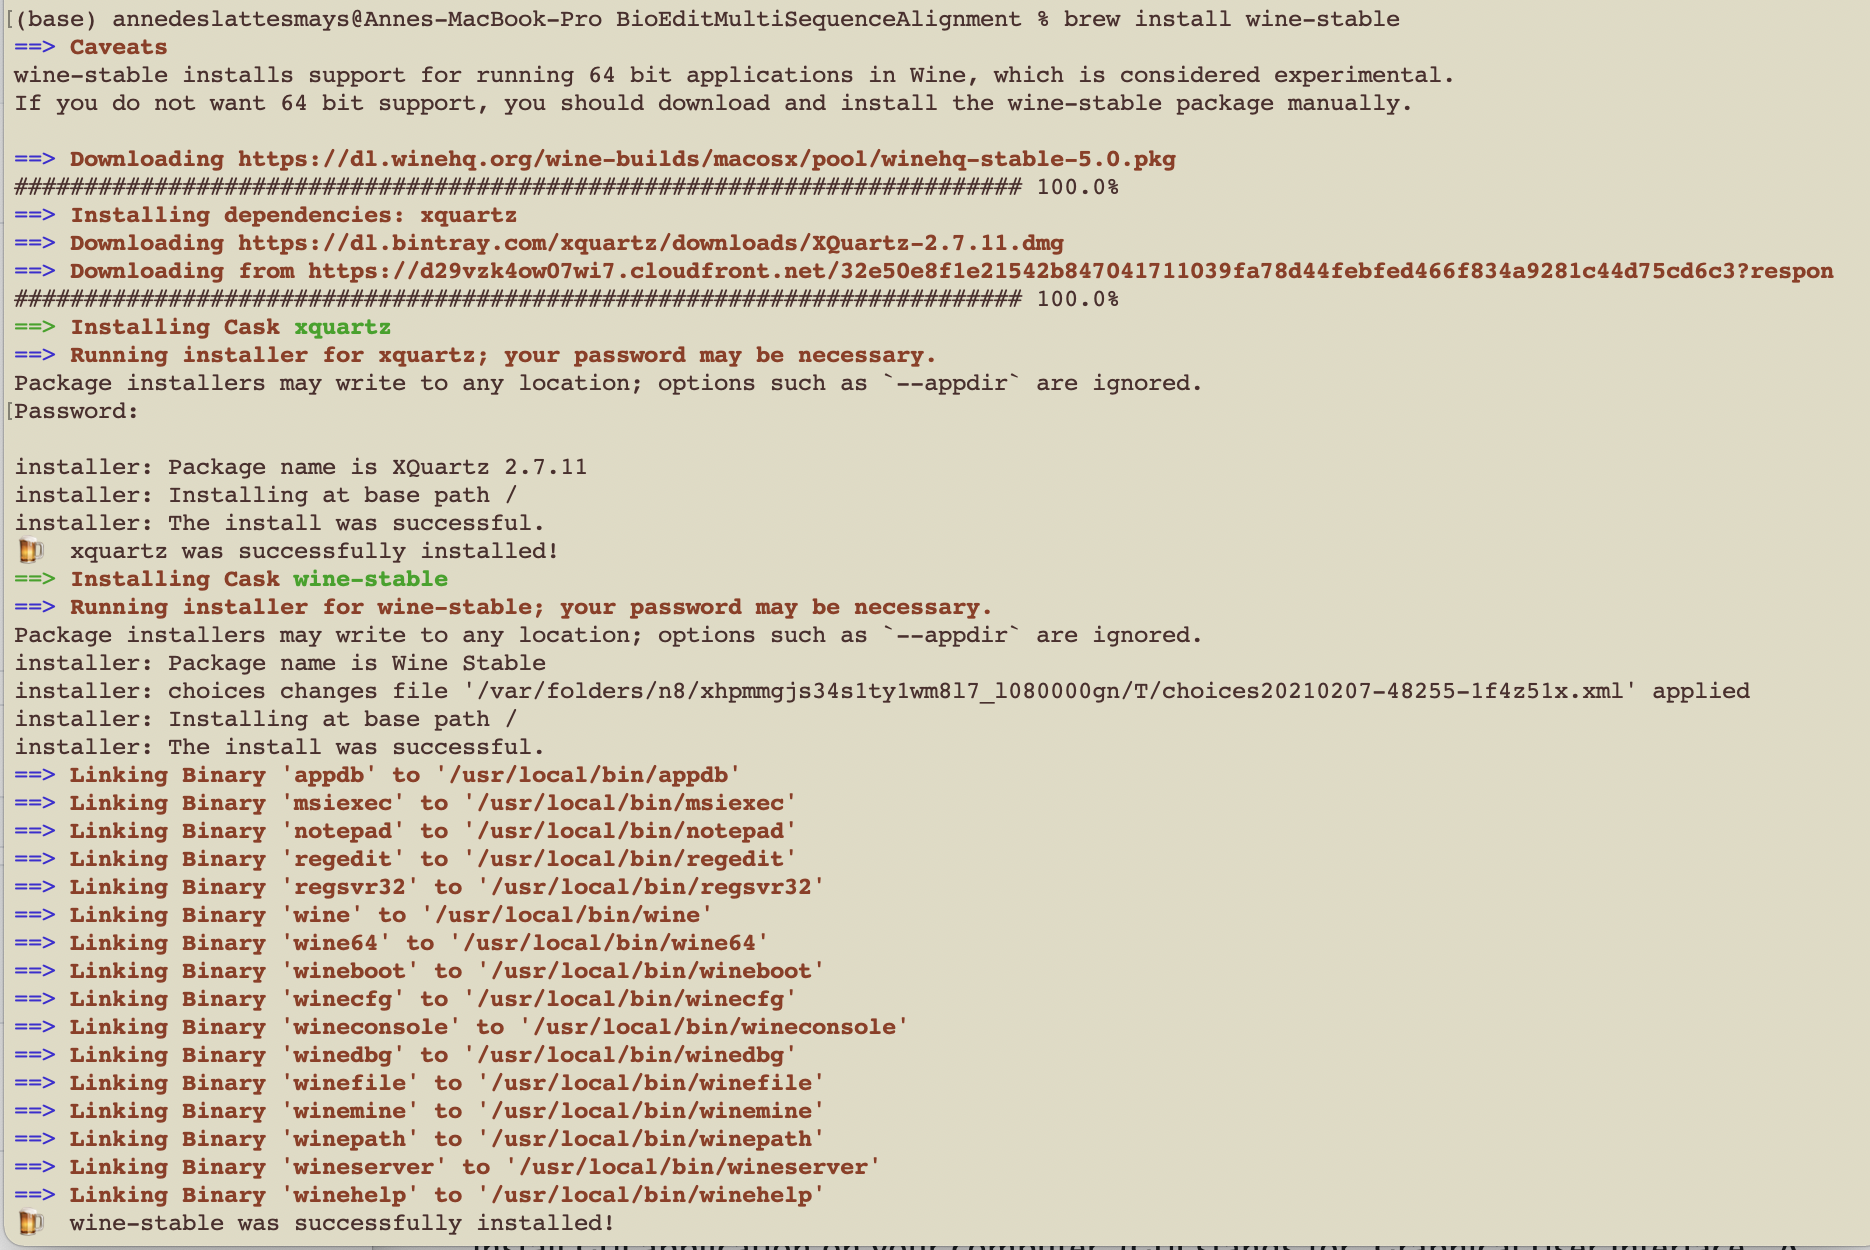 (base) annedeslattesmays@Annes-MacBook-Pro BioEditMultiSequenceAlignment % brew install wine-stable
==> Caveats
wine-stable installs support for running 64 bit applications in Wine, which is considered experimental.
If you do not want 64 bit support, you should download and install the wine-stable package manually.
==> Downloading https://dl.winehq.org/wine-builds/macosx/pool/winehq-stable-5.0.pkg
######################################################################## 100.0%
==> Installing dependencies: xquartz
==> Downloading https://dl.bintray.com/xquartz/downloads/XQuartz-2.7.11.dmg
==> Downloading from https://d29vzk4ow07wi7.cloudfront.net/32e50e8f1e21542b847041711039fa78d44febfed466f834a9281c44d75cd6c3?respon
######################################################################## 100.0%
==> Installing Cask xquartz
==> Running installer for xquartz; your password may be necessary.
Package installers may write to any location; options such as `--appdir` are ignored.
Password:
installer: Package name is XQuartz 2.7.11
installer: Installing at base path /
installer: The install was successful.
🍺  xquartz was successfully installed!
==> Installing Cask wine-stable
==> Running installer for wine-stable; your password may be necessary.
Package installers may write to any location; options such as `--appdir` are ignored.
installer: Package name is Wine Stable
installer: choices changes file '/var/folders/n8/xhpmmgjs34s1ty1wm8l7_l080000gn/T/choices20210207-48255-1f4z51x.xml' applied
installer: Installing at base path /
installer: The install was successful.
==> Linking Binary 'appdb' to '/usr/local/bin/appdb'
==> Linking Binary 'msiexec' to '/usr/local/bin/msiexec'
==> Linking Binary 'notepad' to '/usr/local/bin/notepad'
==> Linking Binary 'regedit' to '/usr/local/bin/regedit'
==> Linking Binary 'regsvr32' to '/usr/local/bin/regsvr32'
==> Linking Binary 'wine' to '/usr/local/bin/wine'
==> Linking Binary 'wine64' to '/usr/local/bin/wine64'
==> Linking Binary 'wineboot' to '/usr/local/bin/wineboot'
==> Linking Binary 'winecfg' to '/usr/local/bin/winecfg'
==> Linking Binary 'wineconsole' to '/usr/local/bin/wineconsole'
==> Linking Binary 'winedbg' to '/usr/local/bin/winedbg'
==> Linking Binary 'winefile' to '/usr/local/bin/winefile'
==> Linking Binary 'winemine' to '/usr/local/bin/winemine'
==> Linking Binary 'winepath' to '/usr/local/bin/winepath'
==> Linking Binary 'wineserver' to '/usr/local/bin/wineserver'
==> Linking Binary 'winehelp' to '/usr/local/bin/winehelp'
🍺  wine-stable was successfully installed!